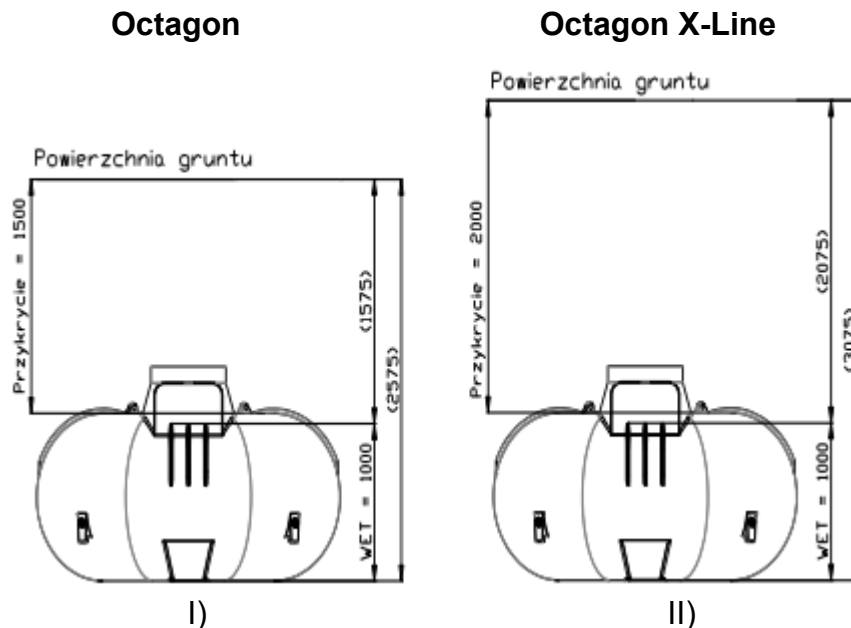 Octagon
Octagon X-Line
Powierzchnia gruntu
Przykrycie = 1500
(1575)
(2575)
WET = 1000
I)
Powierzchnia gruntu
Przykrycie = 2000
(2075)
(3075)
WET = 1000
II)